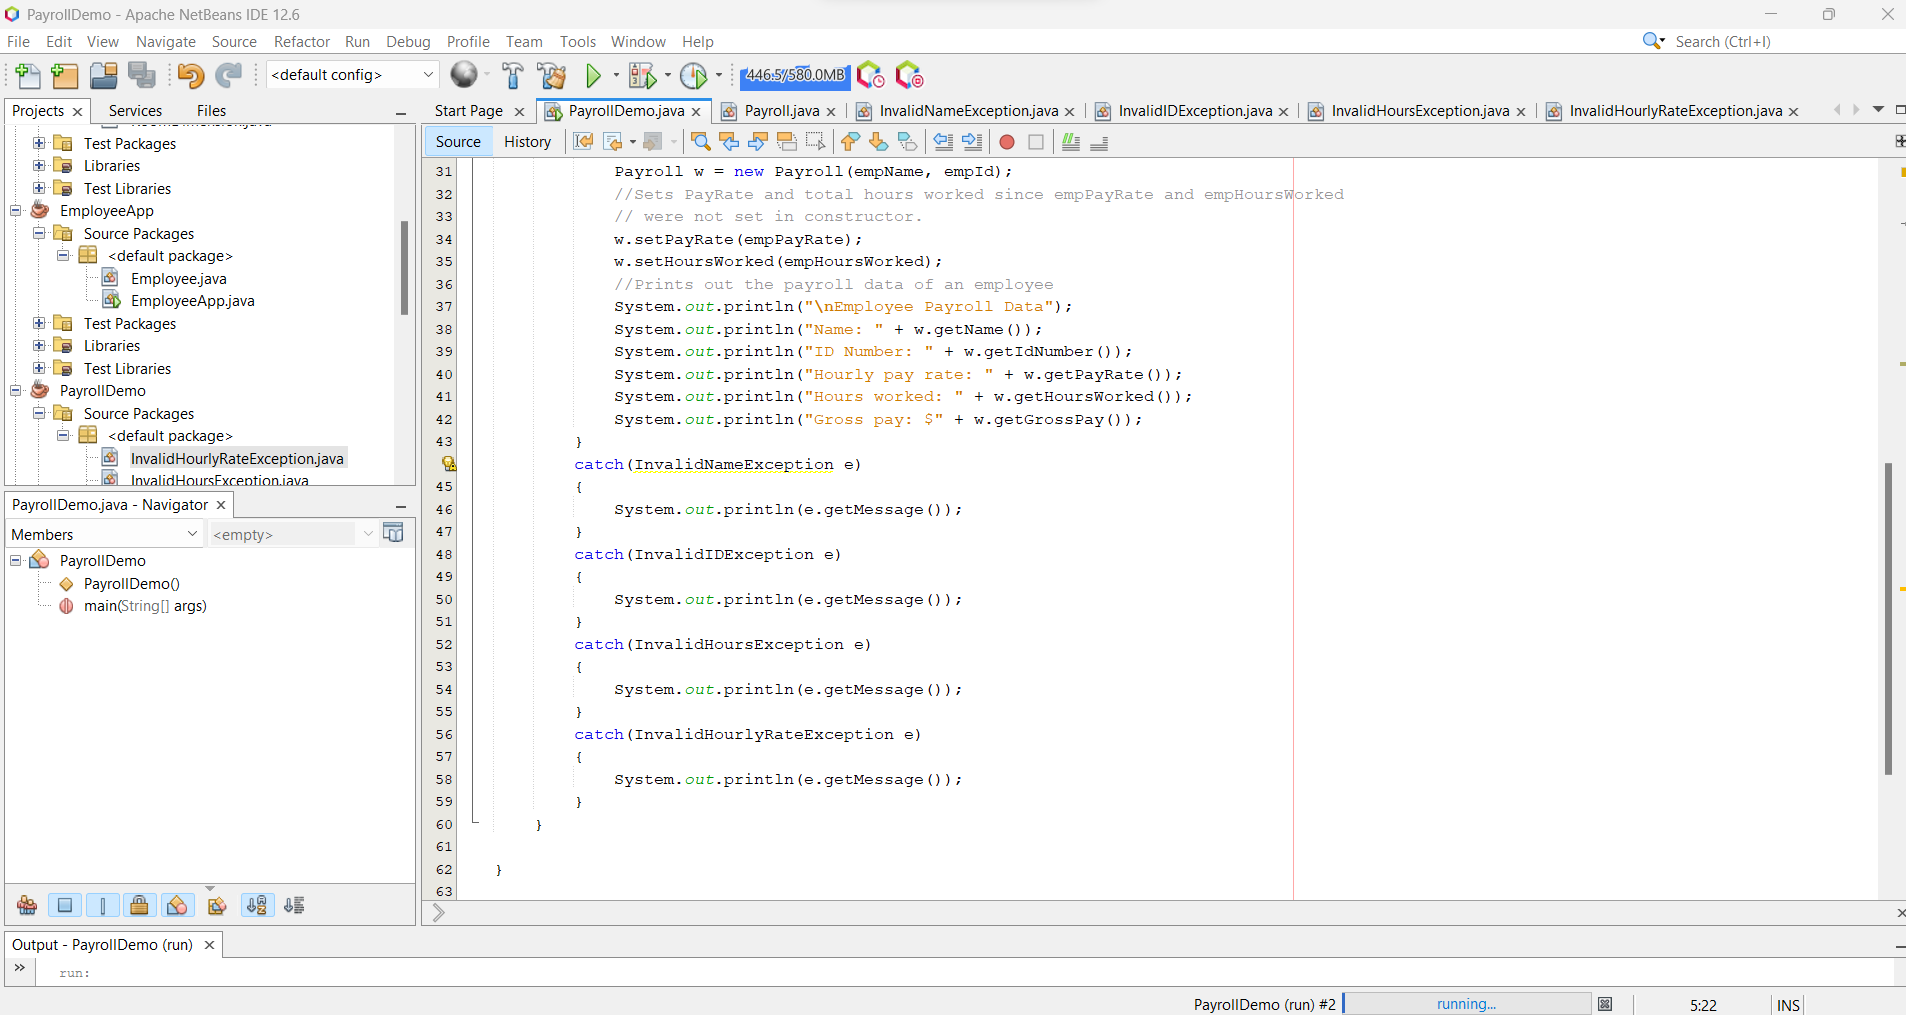 PayrollDemo - Apache NetBeans IDE 12.6
File Edit View Navigate Source Refactor Run Debug Profile Team Tools Window Help
Search (Ctrl+I)
<default config>
446.5/580.0MB
Projects Services Files
Start Page PayrollDemo.java Payroll.java InvalidNameException.java InvalidIDException.java InvalidHoursException.java InvalidHourlyRateException.java
Source History
Test Packages
Libraries
Test Libraries
EmployeeApp
Source Packages
<default package>
Employee.java
EmployeeApp.java
Test Packages
Libraries
Test Libraries
PayrollDemo
Source Packages
<default package>
InvalidHourlyRateException.java
InvalidHoursException.java
PayrollDemo.java - Navigator
Members <empty>
PayrollDemo
PayrollDemo()
main(String[] args)
31 Payroll w = new Payroll(empName, empId);
32 //Sets PayRate and total hours worked since empPayRate and empHoursWorked
33 // were not set in constructor.
34 w.setPayRate(empPayRate);
35 w.setHoursWorked(empHoursWorked);
36 //Prints out the payroll data of an employee
37 System.out.println("\nEmployee Payroll Data");
38 System.out.println("Name: " + w.getName());
39 System.out.println("ID Number: " + w.getIdNumber());
40 System.out.println("Hourly pay rate: " + w.getPayRate());
41 System.out.println("Hours worked: " + w.getHoursWorked());
42 System.out.println("Gross pay: $" + w.getGrossPay());
43 }
catch(InvalidNameException e)
45 {
46 System.out.println(e.getMessage());
47 }
48 catch(InvalidIDException e)
49 {
50 System.out.println(e.getMessage());
51 }
52 catch(InvalidHoursException e)
53 {
54 System.out.println(e.getMessage());
55 }
56 catch(InvalidHourlyRateException e)
57 {
58 System.out.println(e.getMessage());
59 }
60 }
61
62 }
63
Output - PayrollDemo (run)
run:
PayrollDemo (run) #2 running... 5:22 INS